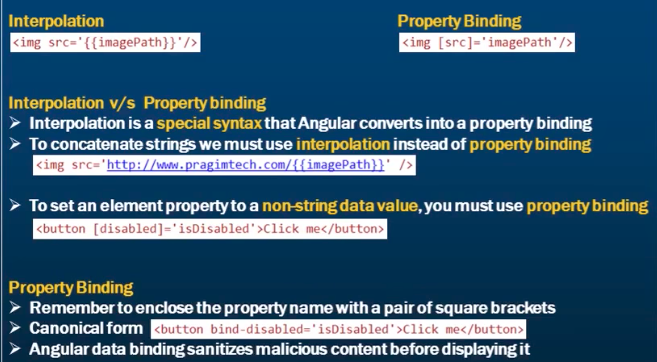 Interpolation
<img src='{{imagePath}}'/>
Property Binding
<img [src]='imagePath'/>
Interpolation v/s Property binding
➢ Interpolation is a special syntax that Angular converts into a property binding
➢ To concatenate strings we must use interpolation instead of property binding
<img src='http://www.pragimtech.com/{{imagePath}}' />
➢ To set an element property to a non-string data value, you must use property binding
<button [disabled]='isDisabled'>Click me</button>
Property Binding
➢ Remember to enclose the property name with a pair of square brackets
➢ Canonical form <button bind-disabled='isDisabled'>Click me</button>
➢ Angular data binding sanitizes malicious content before displaying it